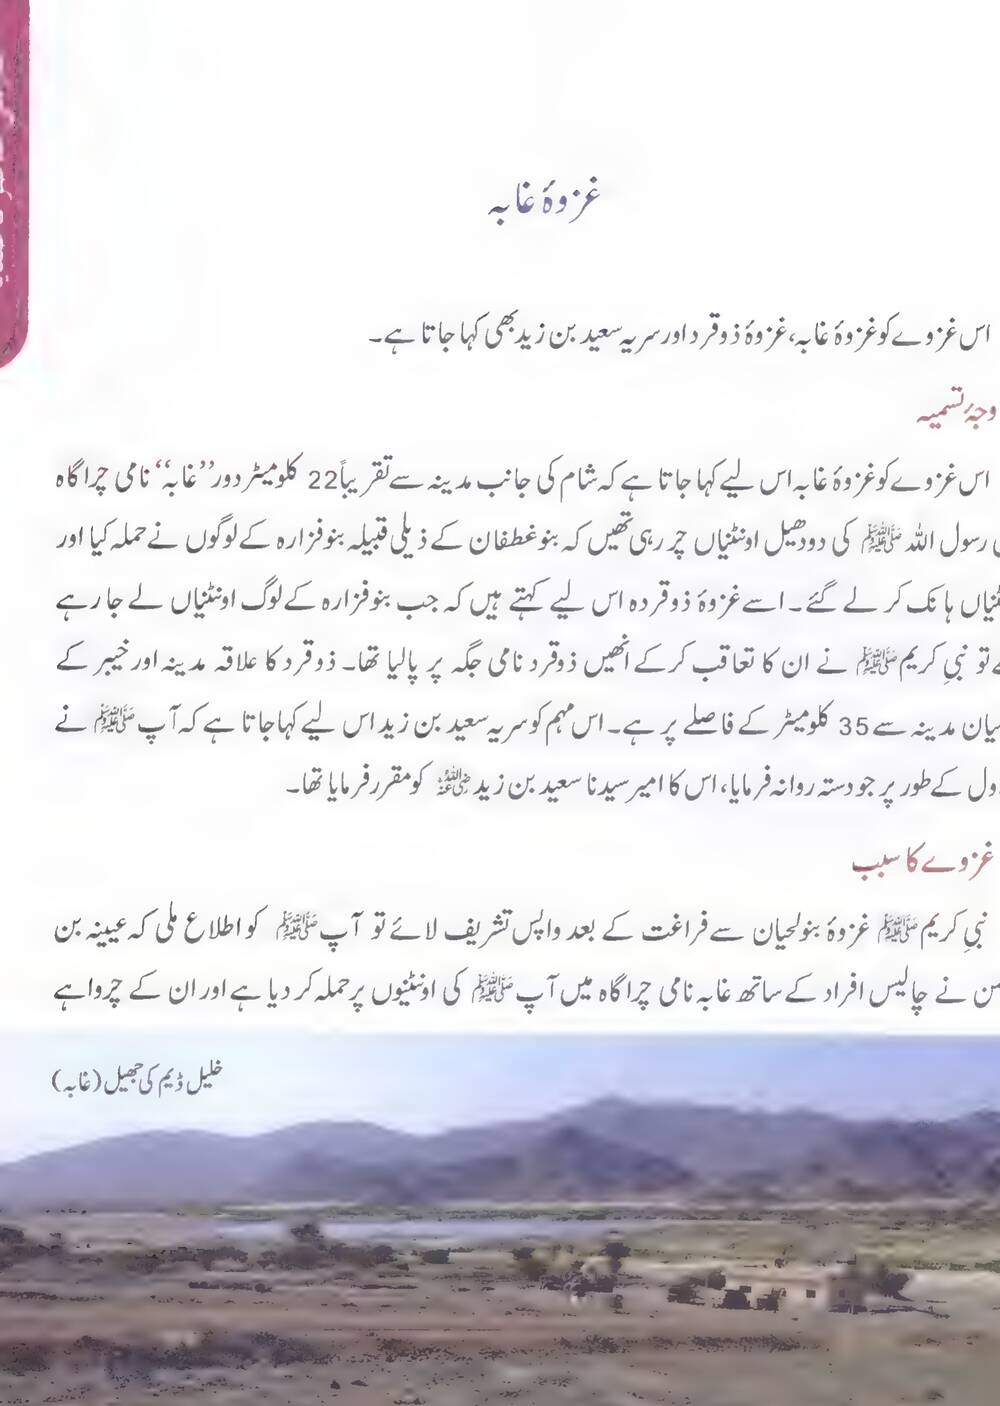 غزوۂ غابہ
اس غزوے کو غزوۂ غابہ، غزوۂ ذوقرد اور سریہ سعید بن زید بھی کہا جاتا ہے۔
وجۂ تسمیہ
اس غزوے کو غزوۂ غابہ اس لیے کہا جاتا ہے کہ شام کی جانب مدینہ سے تقریباً 22 کلومیٹر دور ’’غابہ‘‘ نامی چراگاہ
رسول اللہ ﷺ کی دودھیل اونٹنیاں چر رہی تھیں کہ بنو غطفان کے ذیلی قبیلہ بنو فزارہ کے لوگوں نے حملہ کیا اور
ہانک کر لے گئے۔ اسے غزوۂ ذوقردہ اس لیے کہتے ہیں کہ جب بنو فزارہ کے لوگ اونٹنیاں لے جا رہے
تو نبیِ کریم ﷺ نے ان کا تعاقب کر کے انھیں ذوقرد نامی جگہ پر پالیا تھا۔ ذوقرد کا علاقہ مدینہ اور خیبر کے
مدینہ سے 35 کلومیٹر کے فاصلے پر ہے۔ اس مہم کو سریہ سعید بن زید اس لیے کہا جاتا ہے کہ آپ ﷺ نے
کے طور پر جو دستہ روانہ فرمایا، اس کا امیر سیدنا سعید بن زید رضی اللہ عنہ کو مقرر فرمایا تھا۔
غزوے کا سبب
نبیِ کریم ﷺ غزوۂ بنو لحیان سے فراغت کے بعد واپس تشریف لائے تو آپ ﷺ کو اطلاع ملی کہ عیینہ بن
نے چالیس افراد کے ساتھ غابہ نامی چراگاہ میں آپ ﷺ کی اونٹنیوں پر حملہ کر دیا ہے اور ان کے چرواہے
خلیل ڈیم کی جھیل (غابہ)